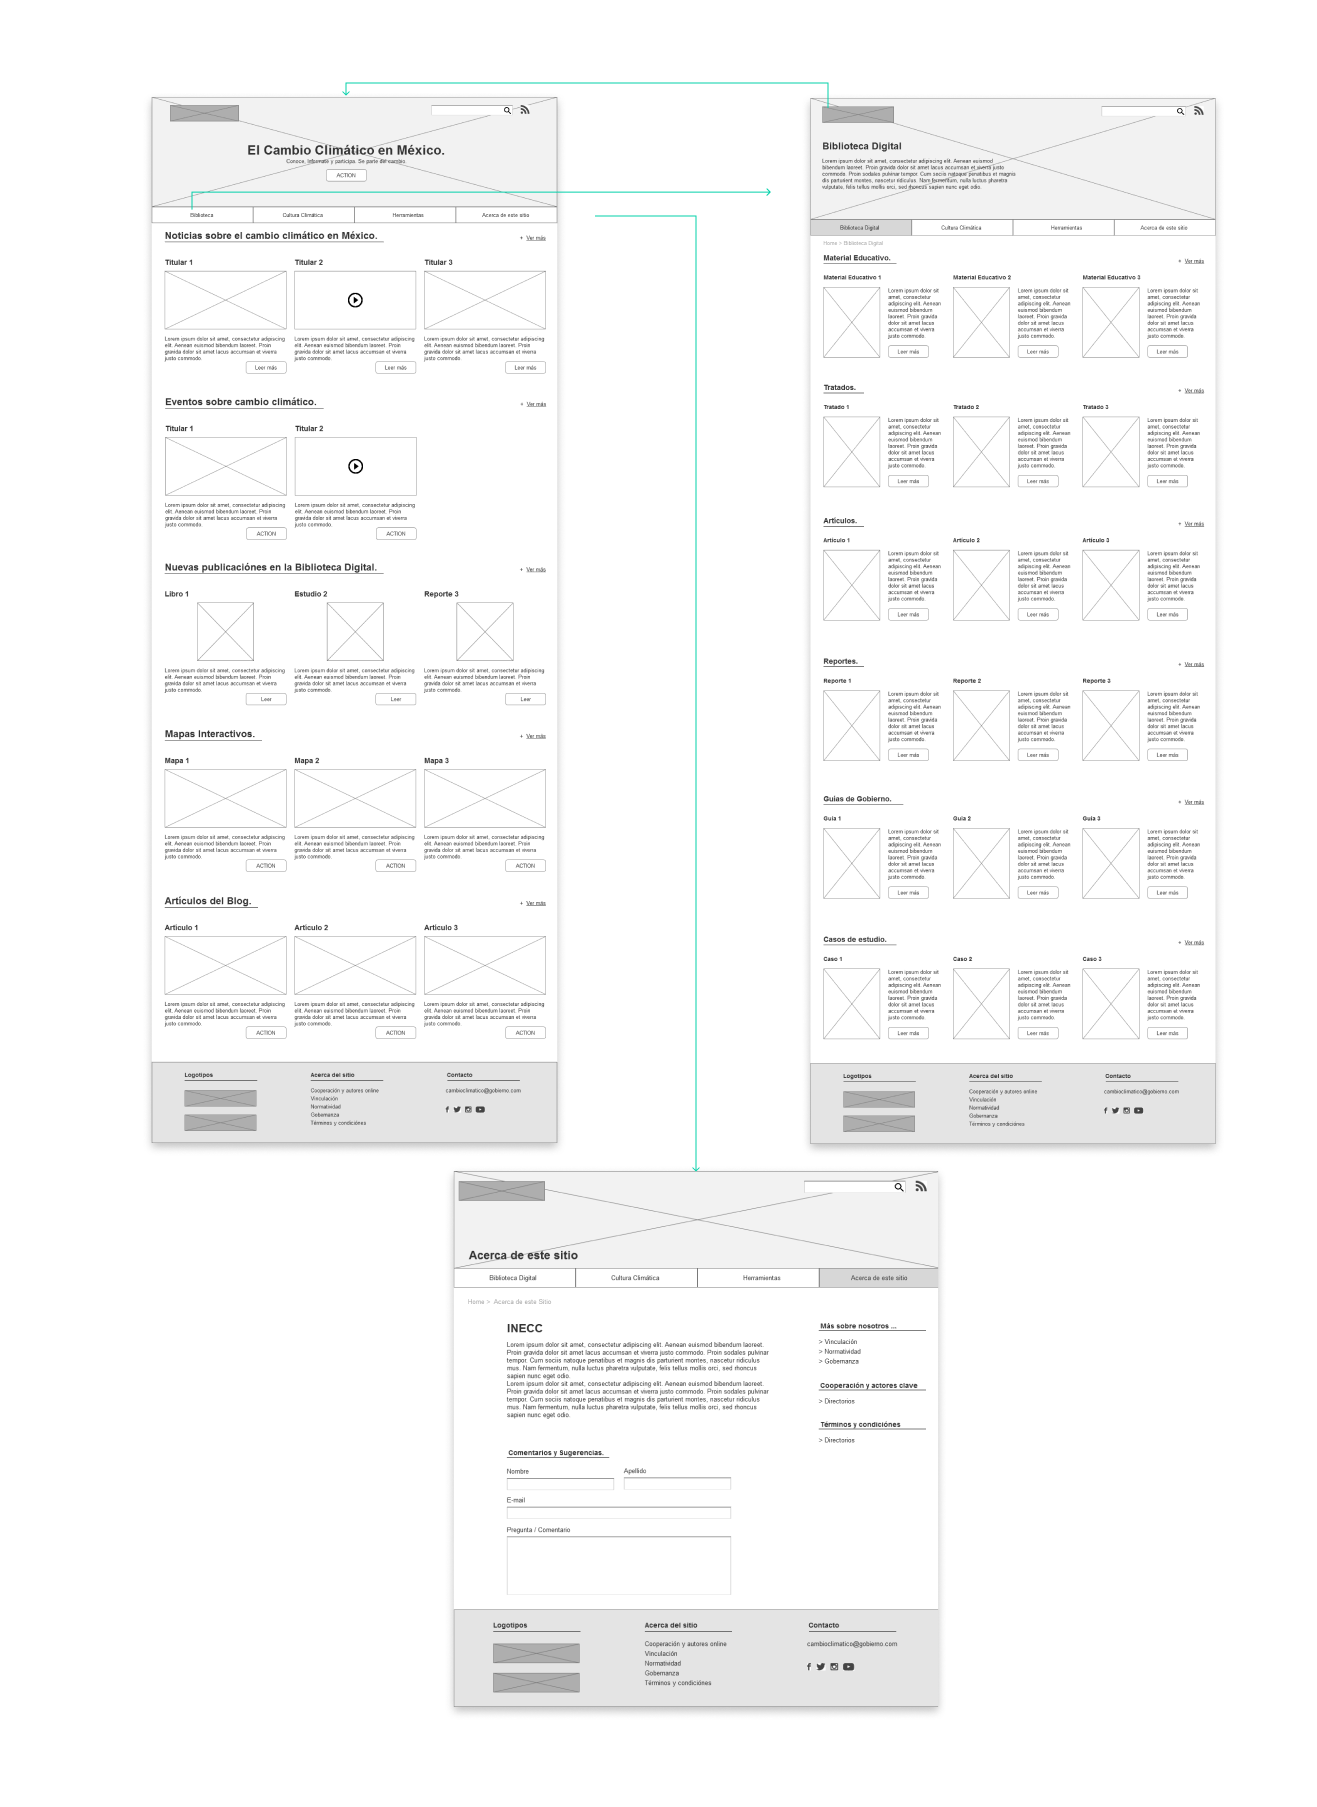 El Cambio Climático en México.
Conoce, Infórmate y participa. Se parte del cambio
ACTION
Biblioteca Cultura Climática Herramientas Acerca de este sitio
Noticias sobre el cambio climático en México. + Ver más
Titular 1 Titular 2 Titular 3
Lorem ipsum dolor sit amet, consectetur adipiscing Lorem ipsum dolor sit amet, consectetur adipiscing Lorem ipsum dolor sit amet, consectetur adipiscing
elit. Aenean euismod bibendum laoreet. Proin elit. Aenean euismod bibendum laoreet. Proin elit. Aenean euismod bibendum laoreet. Proin
gravida dolor sit amet lacus accumsan et viverra gravida dolor sit amet lacus accumsan et viverra gravida dolor sit amet lacus accumsan et viverra
justo commodo. justo commodo. justo commodo.
Leer más Leer más Leer más
Eventos sobre cambio climático. + Ver más
Titular 1 Titular 2
Lorem ipsum dolor sit amet, consectetur adipiscing Lorem ipsum dolor sit amet, consectetur adipiscing
elit. Aenean euismod bibendum laoreet. Proin elit. Aenean euismod bibendum laoreet. Proin
gravida dolor sit amet lacus accumsan et viverra gravida dolor sit amet lacus accumsan et viverra
justo commodo. justo commodo.
ACTION ACTION
Nuevas publicaciónes en la Biblioteca Digital. + Ver más
Libro 1 Estudio 2 Reporte 3
Lorem ipsum dolor sit amet, consectetur adipiscing Lorem ipsum dolor sit amet, consectetur adipiscing Lorem ipsum dolor sit amet, consectetur adipiscing
elit. Aenean euismod bibendum laoreet. Proin elit. Aenean euismod bibendum laoreet. Proin elit. Aenean euismod bibendum laoreet. Proin
gravida dolor sit amet lacus accumsan et viverra gravida dolor sit amet lacus accumsan et viverra gravida dolor sit amet lacus accumsan et viverra
justo commodo. justo commodo. justo commodo.
Leer Leer Leer
Mapas Interactivos. + Ver más
Mapa 1 Mapa 2 Mapa 3
Lorem ipsum dolor sit amet, consectetur adipiscing Lorem ipsum dolor sit amet, consectetur adipiscing Lorem ipsum dolor sit amet, consectetur adipiscing
elit. Aenean euismod bibendum laoreet. Proin elit. Aenean euismod bibendum laoreet. Proin elit. Aenean euismod bibendum laoreet. Proin
gravida dolor sit amet lacus accumsan et viverra gravida dolor sit amet lacus accumsan et viverra gravida dolor sit amet lacus accumsan et viverra
justo commodo. justo commodo. justo commodo.
ACTION ACTION ACTION
Artículos del Blog. + Ver más
Articulo 1 Articulo 2 Articulo 3
Lorem ipsum dolor sit amet, consectetur adipiscing Lorem ipsum dolor sit amet, consectetur adipiscing Lorem ipsum dolor sit amet, consectetur adipiscing
elit. Aenean euismod bibendum laoreet. Proin elit. Aenean euismod bibendum laoreet. Proin elit. Aenean euismod bibendum laoreet. Proin
gravida dolor sit amet lacus accumsan et viverra gravida dolor sit amet lacus accumsan et viverra gravida dolor sit amet lacus accumsan et viverra
justo commodo. justo commodo. justo commodo.
ACTION ACTION ACTION
Logotipos Acerca del sitio Contacto
Cooperación y autores online cambioclimatico@gobierno.com
Vinculación
Normatividad
Gobernanza
Términos y condiciónes
Biblioteca Digital
Lorem ipsum dolor sit amet, consectetur adipiscing elit. Aenean euismod
bibendum laoreet. Proin gravida dolor sit amet lacus accumsan et viverra justo
commodo. Proin sodales pulvinar tempor. Cum sociis natoque penatibus et magnis
dis parturient montes, nascetur ridiculus. Nam fermentum, nulla luctus pharetra
vulputate, felis tellus mollis orci, sed rhoncus sapien nunc eget odio.
Biblioteca Digital Cultura Climática Herramientas Acerca de este sitio
Home > Biblioteca Digital
Material Educativo. + Ver más
Material Educativo 1 Material Educativo 2 Material Educativo 3
Lorem ipsum dolor sit Lorem ipsum dolor sit Lorem ipsum dolor sit
amet, consectetur amet, consectetur amet, consectetur
adipiscing elit. Aenean adipiscing elit. Aenean adipiscing elit. Aenean
euismod bibendum euismod bibendum euismod bibendum
laoreet. Proin gravida laoreet. Proin gravida laoreet. Proin gravida
dolor sit amet lacus dolor sit amet lacus dolor sit amet lacus
accumsan et viverra accumsan et viverra accumsan et viverra
justo commodo. justo commodo. justo commodo.
Leer más Leer más Leer más
Tratados. + Ver más
Tratado 1 Tratado 2 Tratado 3
Lorem ipsum dolor sit Lorem ipsum dolor sit Lorem ipsum dolor sit
amet, consectetur amet, consectetur amet, consectetur
adipiscing elit. Aenean adipiscing elit. Aenean adipiscing elit. Aenean
euismod bibendum euismod bibendum euismod bibendum
laoreet. Proin gravida laoreet. Proin gravida laoreet. Proin gravida
dolor sit amet lacus dolor sit amet lacus dolor sit amet lacus
accumsan et viverra accumsan et viverra accumsan et viverra
justo commodo. justo commodo. justo commodo.
Leer más Leer más Leer más
Articulos. + Ver más
Artículo 1 Artículo 2 Artículo 3
Lorem ipsum dolor sit Lorem ipsum dolor sit Lorem ipsum dolor sit
amet, consectetur amet, consectetur amet, consectetur
adipiscing elit. Aenean adipiscing elit. Aenean adipiscing elit. Aenean
euismod bibendum euismod bibendum euismod bibendum
laoreet. Proin gravida laoreet. Proin gravida laoreet. Proin gravida
dolor sit amet lacus dolor sit amet lacus dolor sit amet lacus
accumsan et viverra accumsan et viverra accumsan et viverra
justo commodo. justo commodo. justo commodo.
Leer más Leer más Leer más
Reportes. + Ver más
Reporte 1 Reporte 2 Reporte 3
Lorem ipsum dolor sit Lorem ipsum dolor sit Lorem ipsum dolor sit
amet, consectetur amet, consectetur amet, consectetur
adipiscing elit. Aenean adipiscing elit. Aenean adipiscing elit. Aenean
euismod bibendum euismod bibendum euismod bibendum
laoreet. Proin gravida laoreet. Proin gravida laoreet. Proin gravida
dolor sit amet lacus dolor sit amet lacus dolor sit amet lacus
accumsan et viverra accumsan et viverra accumsan et viverra
justo commodo. justo commodo. justo commodo.
Leer más Leer más Leer más
Guías de Gobierno. + Ver más
Guía 1 Guía 2 Guía 3
Lorem ipsum dolor sit Lorem ipsum dolor sit Lorem ipsum dolor sit
amet, consectetur amet, consectetur amet, consectetur
adipiscing elit. Aenean adipiscing elit. Aenean adipiscing elit. Aenean
euismod bibendum euismod bibendum euismod bibendum
laoreet. Proin gravida laoreet. Proin gravida laoreet. Proin gravida
dolor sit amet lacus dolor sit amet lacus dolor sit amet lacus
accumsan et viverra accumsan et viverra accumsan et viverra
justo commodo. justo commodo. justo commodo.
Leer más Leer más Leer más
Casos de estudio. + Ver más
Caso 1 Caso 2 Caso 3
Lorem ipsum dolor sit Lorem ipsum dolor sit Lorem ipsum dolor sit
amet, consectetur amet, consectetur amet, consectetur
adipiscing elit. Aenean adipiscing elit. Aenean adipiscing elit. Aenean
euismod bibendum euismod bibendum euismod bibendum
laoreet. Proin gravida laoreet. Proin gravida laoreet. Proin gravida
dolor sit amet lacus dolor sit amet lacus dolor sit amet lacus
accumsan et viverra accumsan et viverra accumsan et viverra
justo commodo. justo commodo. justo commodo.
Leer más Leer más Leer más
Logotipos Acerca del sitio Contacto
Cooperación y autores online cambioclimatico@gobierno.com
Vinculación
Normatividad
Gobernanza
Términos y condiciónes
Acerca de este sitio
Biblioteca Digital Cultura Climática Herramientas Acerca de este sitio
Home > Acerca de este Sitio
INECC
Lorem ipsum dolor sit amet, consectetur adipiscing elit. Aenean euismod bibendum laoreet.
Proin gravida dolor sit amet lacus accumsan et viverra justo commodo. Proin sodales pulvinar
tempor. Cum sociis natoque penatibus et magnis dis parturient montes, nascetur ridiculus
mus. Nam fermentum, nulla luctus pharetra vulputate, felis tellus mollis orci, sed rhoncus
sapien nunc eget odio.
Lorem ipsum dolor sit amet, consectetur adipiscing elit. Aenean euismod bibendum laoreet.
Proin gravida dolor sit amet lacus accumsan et viverra justo commodo. Proin sodales pulvinar
tempor. Cum sociis natoque penatibus et magnis dis parturient montes, nascetur ridiculus
mus. Nam fermentum, nulla luctus pharetra vulputate, felis tellus mollis orci, sed rhoncus
sapien nunc eget odio.
Más sobre nosotros ...
> Vinculación
> Normatividad
> Gobernanza
Cooperación y actores clave
> Directorios
Términos y condiciónes
> Directorios
Comentarios y Sugerencias.
Nombre Apellido
E-mail
Pregunta / Comentario
Logotipos Acerca del sitio Contacto
Cooperación y autores online cambioclimatico@gobierno.com
Vinculación
Normatividad
Gobernanza
Términos y condiciónes